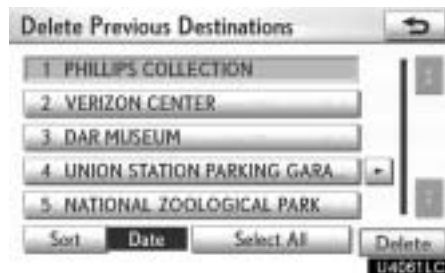 Delete Previous Destinations
1 PHILLIPS COLLECTION
2 VERIZON CENTER
3 DAR MUSEUM
4 UNION STATION PARKING GARA
5 NATIONAL ZOOLOGICAL PARK
Sort Date Select All Delete
U4061LC